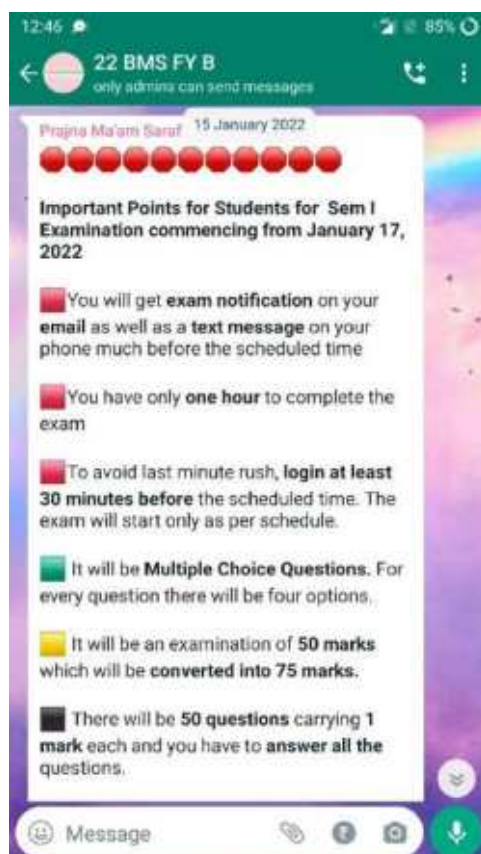 12:46 85%
22 BMS FY B
only admins can send messages
15 January 2022
Prajna Ma'am Saraf
Important Points for Students for Sem I
Examination commencing from January 17,
2022
You will get exam notification on your
email as well as a text message on your
phone much before the scheduled time
You have only one hour to complete the
exam
To avoid last minute rush, login at least
30 minutes before the scheduled time. The
exam will start only as per schedule.
It will be Multiple Choice Questions. For
every question there will be four options.
It will be an examination of 50 marks
which will be converted into 75 marks.
There will be 50 questions carrying 1
mark each and you have to answer all the
questions.
Message